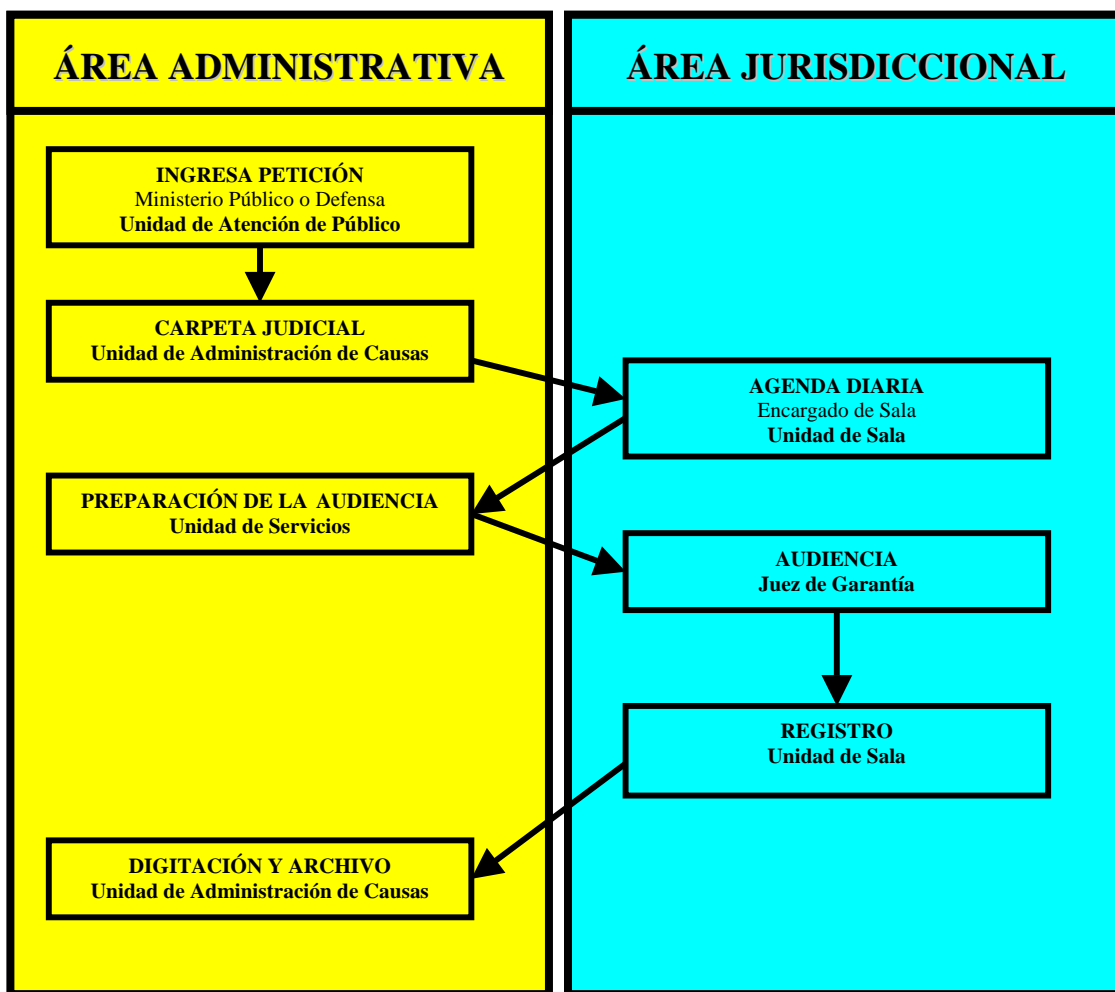 ÁREA ADMINISTRATIVA
ÁREA JURISDICCIONAL
INGRESA PETICIÓN
Ministerio Público o Defensa
Unidad de Atención de Público
CARPETA JUDICIAL
Unidad de Administración de Causas
AGENDA DIARIA
Encargado de Sala
Unidad de Sala
PREPARACIÓN DE LA AUDIENCIA
Unidad de Servicios
AUDIENCIA
Juez de Garantía
REGISTRO
Unidad de Sala
DIGITACIÓN Y ARCHIVO
Unidad de Administración de Causas